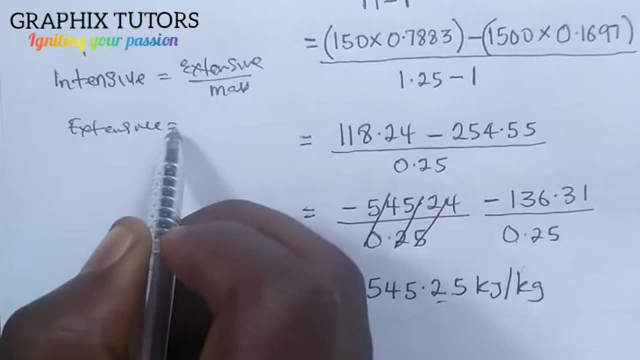 GRAPHIX TUTORS
Igniting your passion
= (150×0.7883) - (1500×0.1697)
1.25 - 1
Intensive = Extensive
mass
Extensive =
= 118.24 - 254.55
0.25
= -545.24 -136.31
0.25 0.25
545.25 kJ/kg